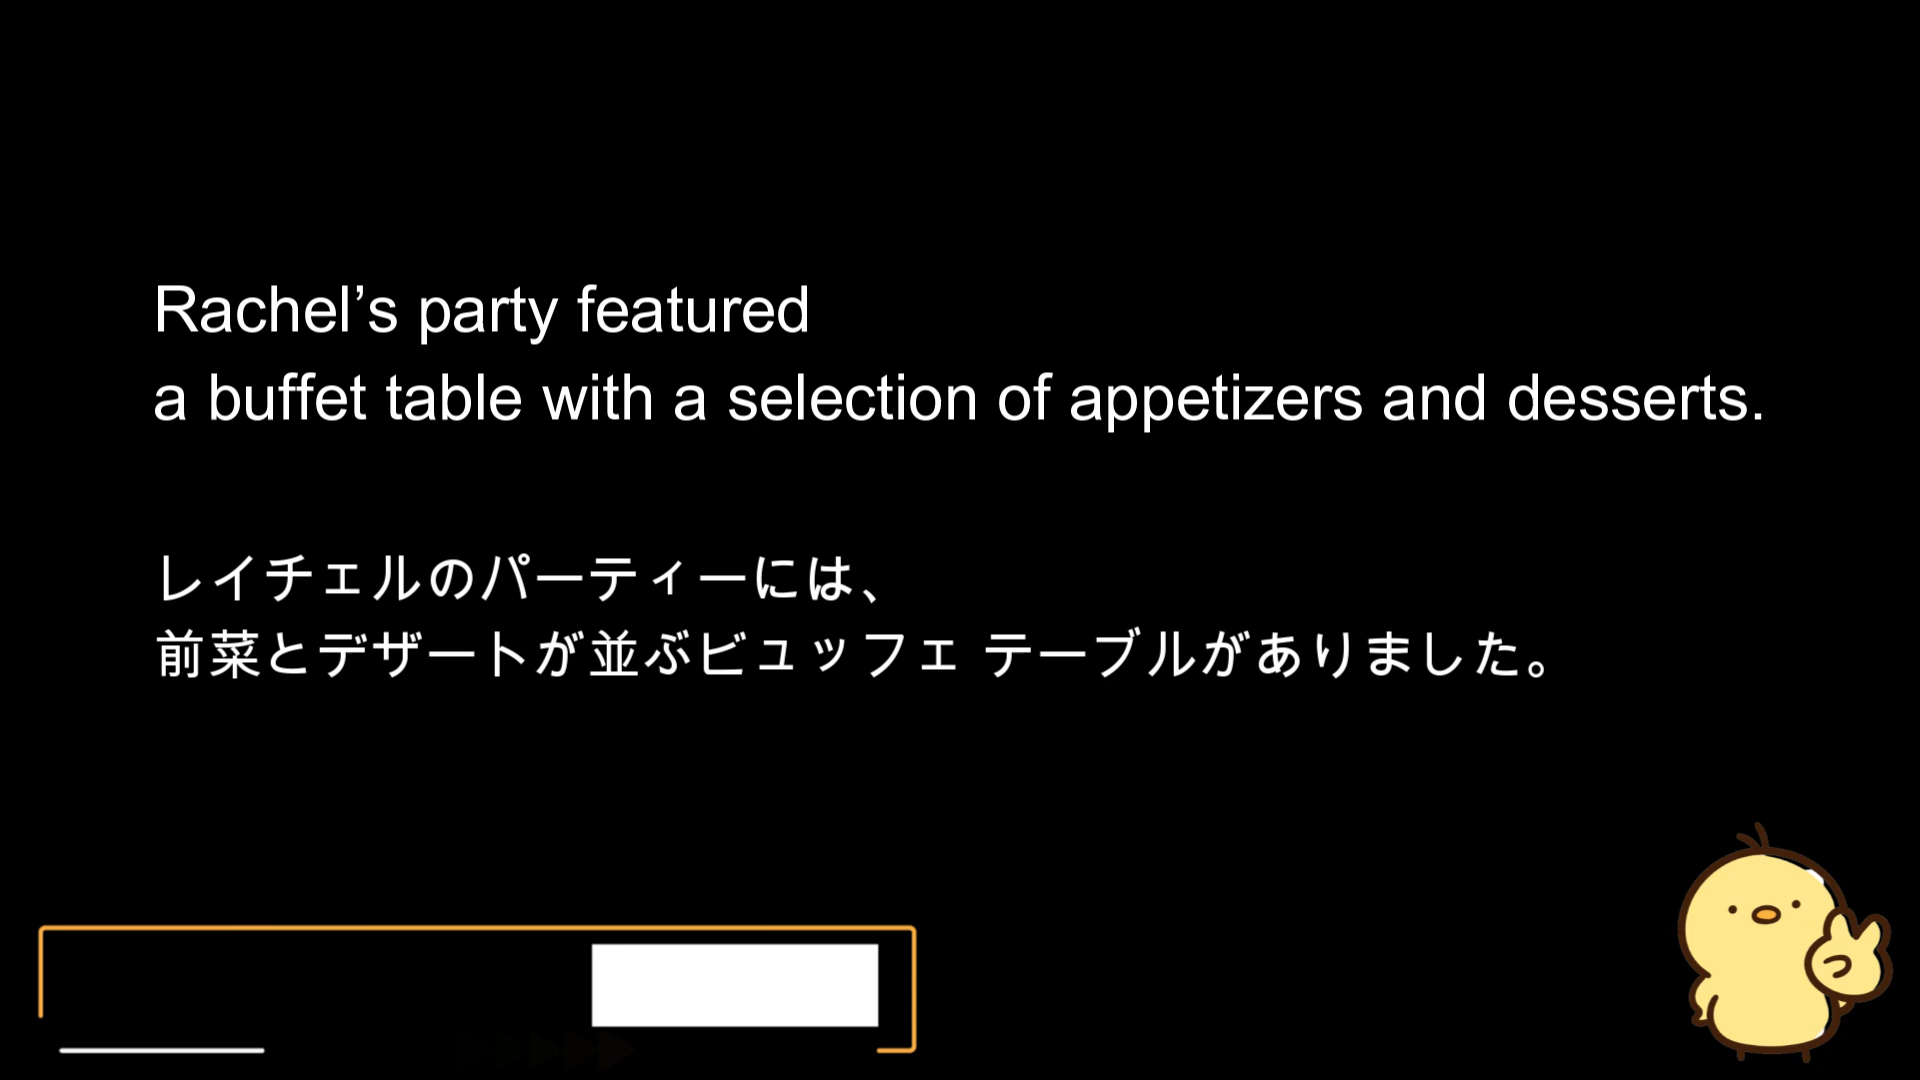 Rachel’s party featured
a buffet table with a selection of appetizers and desserts.
レイチェルのパーティーには、
前菜とデザートが並ぶビュッフェ テーブルがありました。